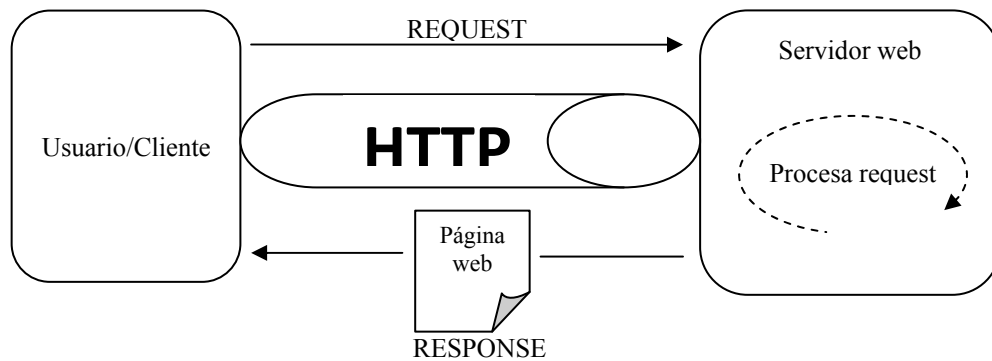 REQUEST
Servidor web
Usuario/Cliente
HTTP
Procesa request
Página
web
RESPONSE